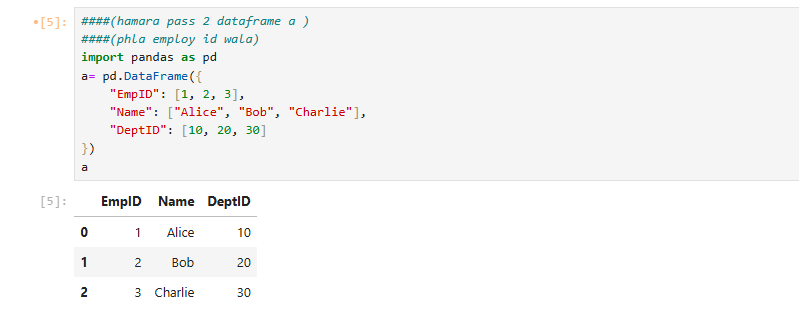 •[5]: ####(hamara pass 2 dataframe a )
####(phla employ id wala)
import pandas as pd
a= pd.DataFrame({
"EmpID": [1, 2, 3],
"Name": ["Alice", "Bob", "Charlie"],
"DeptID": [10, 20, 30]
})
a
[5]: EmpID Name DeptID
0 1 Alice 10
1 2 Bob 20
2 3 Charlie 30